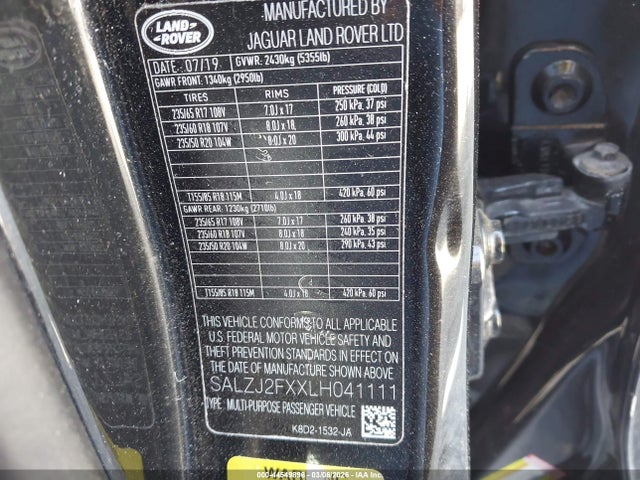 LAND
ROVER
MANUFACTURED BY
JAGUAR LAND ROVER LTD
DATE: 07/19 GVWR: 2430kg (5355lb)
GAWR FRONT: 1340kg (2950lb)
TIRES RIMS PRESSURE (COLD)
235/65 R17 108V 7.0J x 17 250 kPa, 37 psi
235/60 R18 107V 8.0J x 18 260 kPa, 38 psi
235/50 R20 104W 8.0J x 20 300 kPa, 44 psi
T155/85 R18 115M 4.0J x 18 420 kPa, 60 psi
GAWR REAR: 1230kg (2710lb)
235/65 R17 108V 7.0J x 17 260 kPa, 38 psi
235/60 R18 107V 8.0J x 18 240 kPa, 35 psi
235/50 R20 104W 8.0J x 20 290 kPa, 43 psi
T155/85 R18 115M 4.0J x 18 420 kPa, 60 psi
THIS VEHICLE CONFORMS TO ALL APPLICABLE
U.S. FEDERAL MOTOR VEHICLE SAFETY AND
THEFT PREVENTION STANDARDS IN EFFECT ON
THE DATE OF MANUFACTURE SHOWN ABOVE.
SALZJ2FXXLH041111
TYPE: MULTI-PURPOSE PASSENGER VEHICLE
K8D2-1532-JA